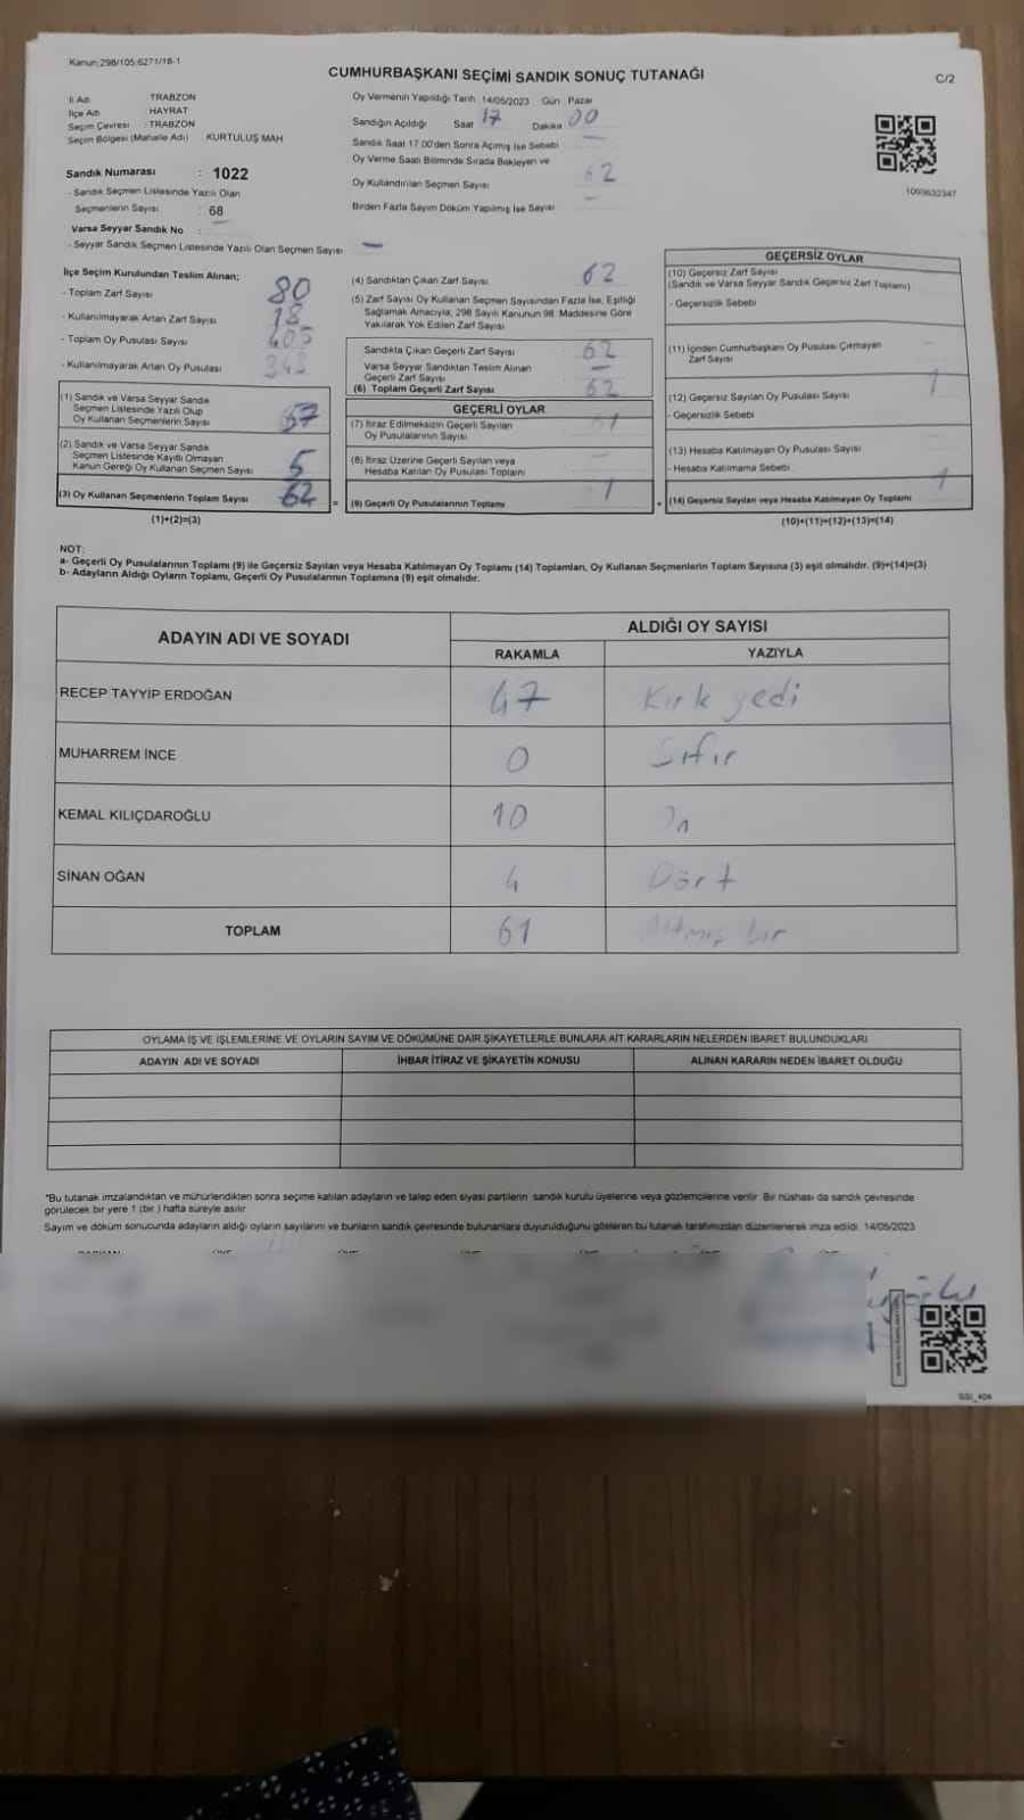 Kanun:298/105;6271/18-1
CUMHURBAŞKANI SEÇİMİ SANDIK SONUÇ TUTANAĞI
C/2
İl Adı : TRABZON
İlçe Adı : HAYRAT
Seçim Çevresi : TRABZON
Seçim Bölgesi (Mahalle Adı) : KURTULUŞ MAH
Sandık Numarası : 1022
- Sandık Seçmen Listesinde Yazılı Olan
Seçmenlerin Sayısı : 68
Varsa Seyyar Sandık No :
- Seyyar Sandık Seçmen Listesinde Yazılı Olan Seçmen Sayısı : —
Oy Vermenin Yapıldığı Tarih 14/05/2023 Gün Pazar
Sandığın Açıldığı Saat 17 Dakika 00
Sandık Saat 17.00'den Sonra Açımış İse Sebebi —
Oy Verme Saati Bitiminde Sırada Bekleyen ve
Oy Kullandırılan Seçmen Sayısı 62
Birden Fazla Sayım Döküm Yapılmış İse Sayısı —
1009632347
İlçe Seçim Kurulundan Teslim Alınan;
- Toplam Zarf Sayısı 80
- Kullanılmayarak Artan Zarf Sayısı 18
- Toplam Oy Pusulası Sayısı 405
- Kullanılmayarak Artan Oy Pusulası 343
(1) Sandık ve Varsa Seyyar Sandık
Seçmen Listesinde Yazılı Olup
Oy Kullanan Seçmenlerin Sayısı 57
(2) Sandık ve Varsa Seyyar Sandık
Seçmen Listesinde Kayıtlı Olmayan
Kanun Gereği Oy Kullanan Seçmen Sayısı 5
(3) Oy Kullanan Seçmenlerin Toplam Sayısı 62
(1)+(2)=(3)
(4) Sandıktan Çıkan Zarf Sayısı 62
(5) Zarf Sayısı Oy Kullanan Seçmen Sayısından Fazla İse, Eşitliği
Sağlamak Amacıyla, 298 Sayılı Kanunun 98. Maddesine Göre
Yakılarak Yok Edilen Zarf Sayısı
Sandıkta Çıkan Geçerli Zarf Sayısı 62
Varsa Seyyar Sandıktan Teslim Alınan
Geçerli Zarf Sayısı —
(6) Toplam Geçerli Zarf Sayısı 62
GEÇERLİ OYLAR
(7) İtiraz Edilmeksizin Geçerli Sayılan
Oy Pusulalarının Sayısı
(8) İtiraz Üzerine Geçerli Sayılan veya
Hesaba Katılan Oy Pusulası Toplamı
= (9) Geçerli Oy Pusulalarının Toplamı
GEÇERSİZ OYLAR
(10) Geçersiz Zarf Sayısı
(Sandık ve Varsa Seyyar Sandık Geçersiz Zarf Toplamı)
- Geçersizlik Sebebi
(11) İçinden Cumhurbaşkanı Oy Pusulası Çıkmayan
Zarf Sayısı
(12) Geçersiz Sayılan Oy Pusulası Sayısı 1
- Geçersizlik Sebebi
(13) Hesaba Katılmayan Oy Pusulası Sayısı
- Hesaba Katılmama Sebebi
+ (14) Geçersiz Sayılan veya Hesaba Katılmayan Oy Toplamı 1
(10)+(11)+(12)+(13)=(14)
NOT:
a- Geçerli Oy Pusulalarının Toplamı (9) ile Geçersiz Sayılan veya Hesaba Katılmayan Oy Toplamı (14) Toplamları, Oy Kullanan Seçmenlerin Toplam Sayısına (3) eşit olmalıdır. (9)+(14)=(3)
b- Adayların Aldığı Oyların Toplamı, Geçerli Oy Pusulalarının Toplamına (9) eşit olmalıdır.
ADAYIN ADI VE SOYADI
ALDIĞI OY SAYISI
RAKAMLA YAZIYLA
RECEP TAYYİP ERDOĞAN 47 Kırk yedi
MUHARREM İNCE 0 Sıfır
KEMAL KILIÇDAROĞLU 10 On
SİNAN OĞAN 4 Dört
TOPLAM 61 Altmış bir
OYLAMA İŞ VE İŞLEMLERİNE VE OYLARIN SAYIM VE DÖKÜMÜNE DAİR ŞİKAYETLERLE BUNLARA AİT KARARLARIN NELERDEN İBARET BULUNDUKLARI
ADAYIN ADI VE SOYADI İHBAR İTİRAZ VE ŞİKAYETİN KONUSU ALINAN KARARIN NEDEN İBARET OLDUĞU
*Bu tutanak imzalandıktan ve mühürlendikten sonra seçime katılan adayların ve talep eden siyasi partilerin sandık kurulu üyelerine veya gözlemcilerine verilir. Bir nüshası da sandık çevresinde
görülecek bir yere 1 (bir ) hafta süreyle asılır.
Sayım ve döküm sonucunda adayların aldığı oyların sayılarını ve bunların sandık çevresinde bulunanlara duyurulduğunu gösteren bu tutanak tarafımızdan düzenlenerek imza edildi. 14/05/2023